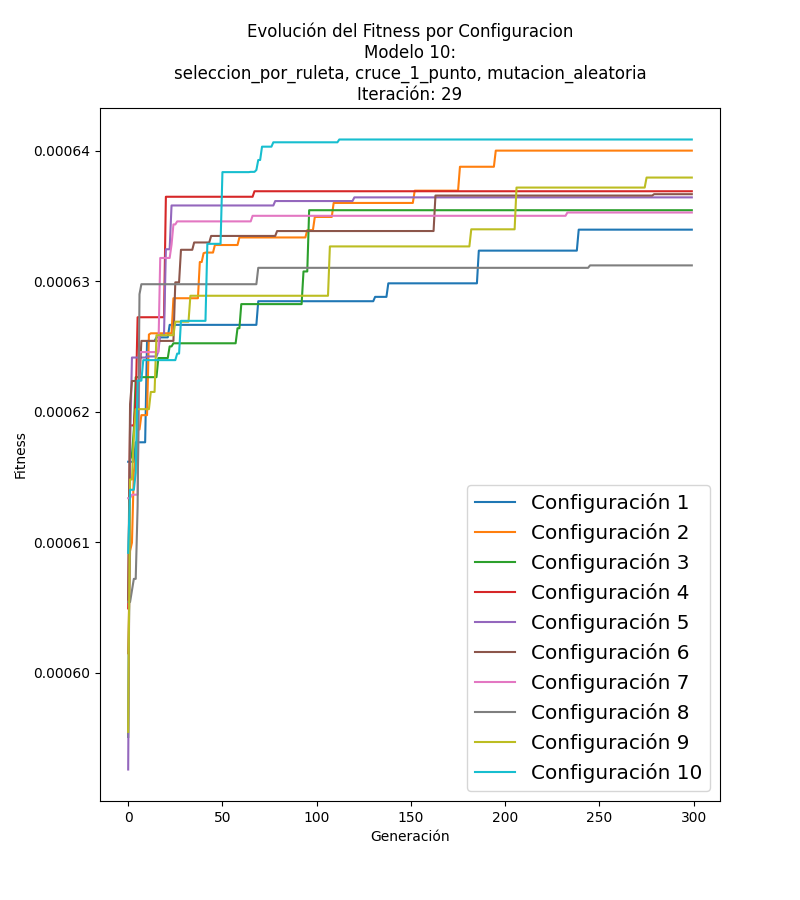 Evolución del Fitness por Configuracion
Modelo 10:
seleccion_por_ruleta, cruce_1_punto, mutacion_aleatoria
Iteración: 29
0.00064
0.00063
0.00062
0.00061
0.00060
Fitness
0
50
100
150
200
250
300
Generación
Configuración 1
Configuración 2
Configuración 3
Configuración 4
Configuración 5
Configuración 6
Configuración 7
Configuración 8
Configuración 9
Configuración 10